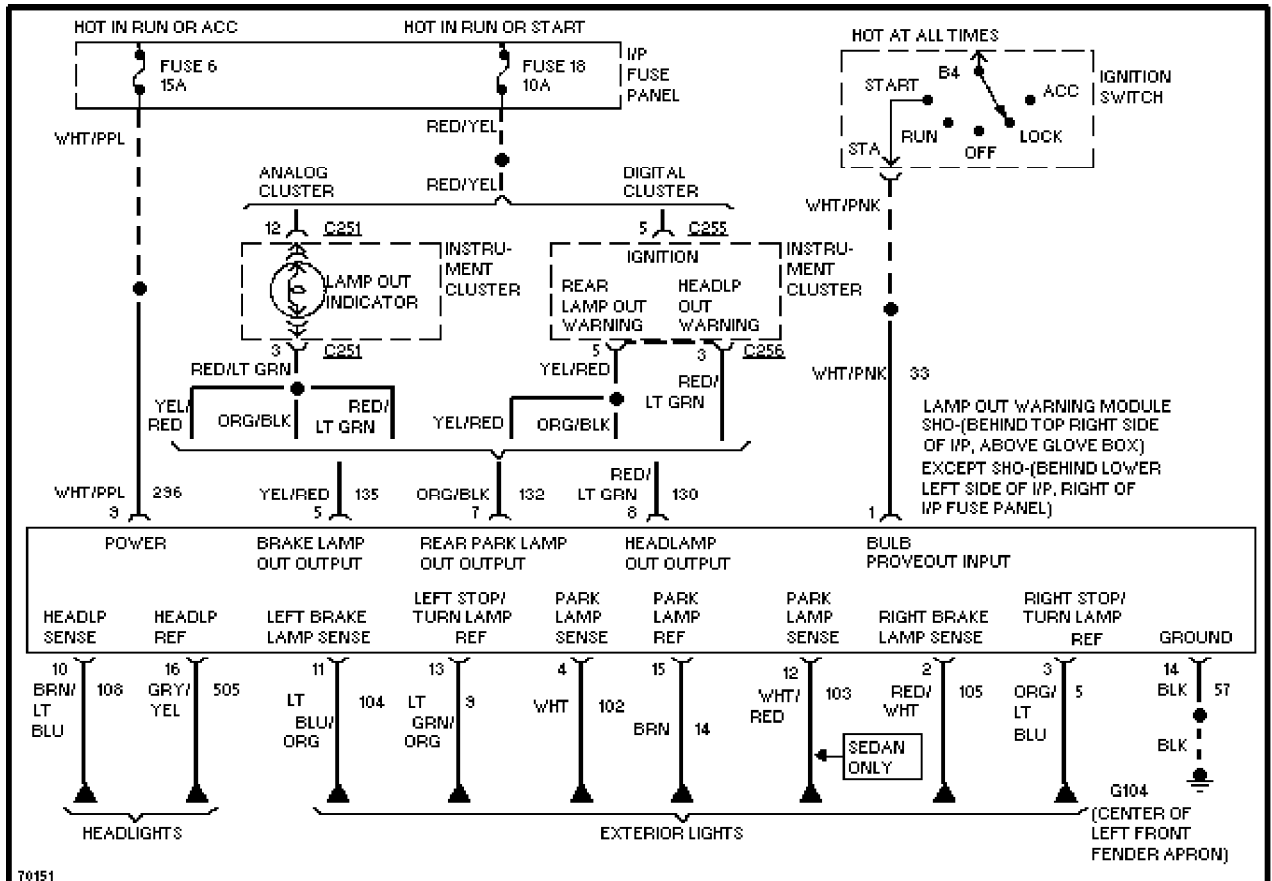 HOT IN RUN OR ACC
HOT IN RUN OR START
HOT AT ALL TIMES
FUSE 6
15A
FUSE 18
10A
I/P
FUSE
PANEL
B4
START
ACC
RUN
LOCK
OFF
STA
IGNITION
SWITCH
WHT/PPL
RED/YEL
RED/YEL
WHT/PNK
ANALOG
CLUSTER
DIGITAL
CLUSTER
12
C251
5
C255
LAMP OUT
INDICATOR
INSTRU-
MENT
CLUSTER
IGNITION
REAR
LAMP OUT
WARNING
HEADLP
OUT
WARNING
INSTRU-
MENT
CLUSTER
3
C251
5
3
C256
RED/LT GRN
YEL/RED
RED/
LT GRN
WHT/PNK
33
YEL/
RED
ORG/BLK
RED/
LT GRN
YEL/RED
ORG/BLK
LAMP OUT WARNING MODULE
SHO-(BEHIND TOP RIGHT SIDE
OF I/P, ABOVE GLOVE BOX)
EXCEPT SHO-(BEHIND LOWER
LEFT SIDE OF I/P, RIGHT OF
I/P FUSE PANEL)
WHT/PPL
296
9
YEL/RED
135
5
ORG/BLK
132
7
RED/
LT GRN
130
8
1
POWER
BRAKE LAMP
OUT OUTPUT
REAR PARK LAMP
OUT OUTPUT
HEADLAMP
OUT OUTPUT
BULB
PROVEOUT INPUT
HEADLP
SENSE
HEADLP
REF
LEFT BRAKE
LAMP SENSE
LEFT STOP/
TURN LAMP
REF
PARK
LAMP
SENSE
PARK
LAMP
REF
PARK
LAMP
SENSE
RIGHT BRAKE
LAMP SENSE
RIGHT STOP/
TURN LAMP
REF
GROUND
10
BRN/
LT
BLU
108
16
GRY/
YEL
505
11
LT
BLU/
ORG
104
13
LT
GRN/
ORG
9
4
WHT
102
15
BRN
14
12
WHT/
RED
103
2
RED/
WHT
105
3
ORG/
LT
BLU
5
14
BLK
57
BLK
SEDAN
ONLY
HEADLIGHTS
EXTERIOR LIGHTS
G104
(CENTER OF
LEFT FRONT
FENDER APRON)
70151